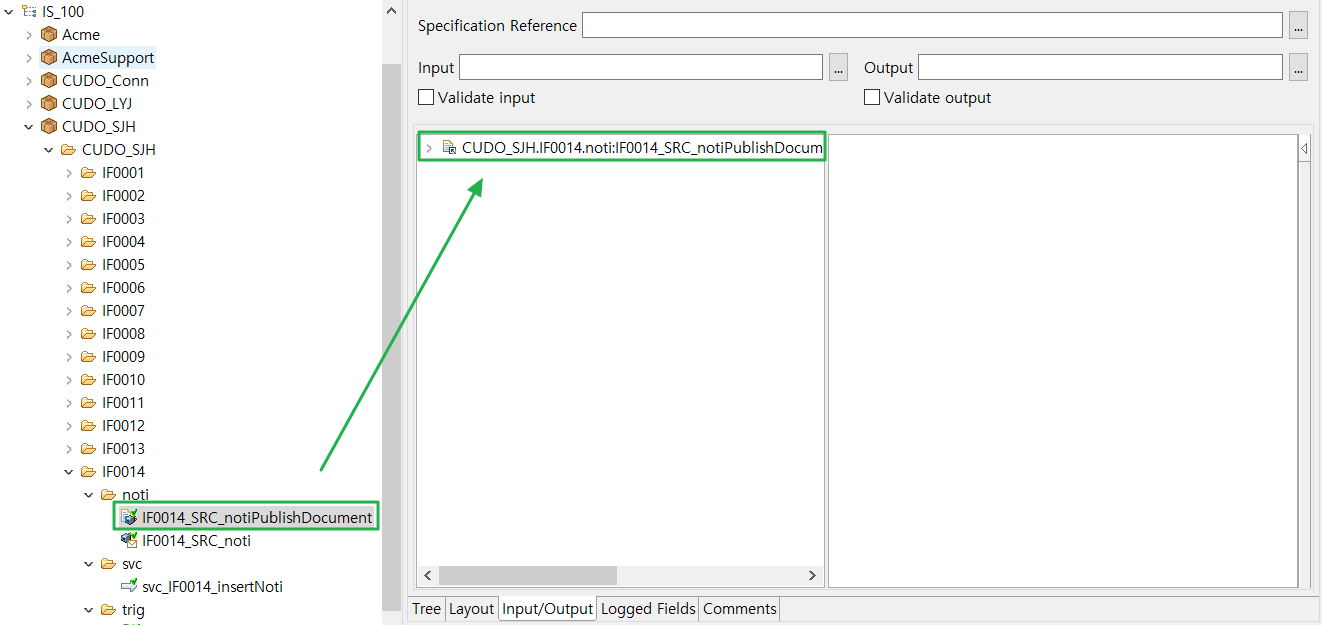 IS_100
Acme
AcmeSupport
CUDO_Conn
CUDO_LYJ
CUDO_SJH
CUDO_SJH
IF0001
IF0002
IF0003
IF0004
IF0005
IF0006
IF0007
IF0008
IF0009
IF0010
IF0011
IF0012
IF0013
IF0014
noti
IF0014_SRC_notiPublishDocument
IF0014_SRC_noti
svc
svc_IF0014_insertNoti
trig
Specification Reference ...
Input ... Output ...
Validate input Validate output
CUDO_SJH.IF0014.noti:IF0014_SRC_notiPublishDocum
Tree Layout Input/Output Logged Fields Comments